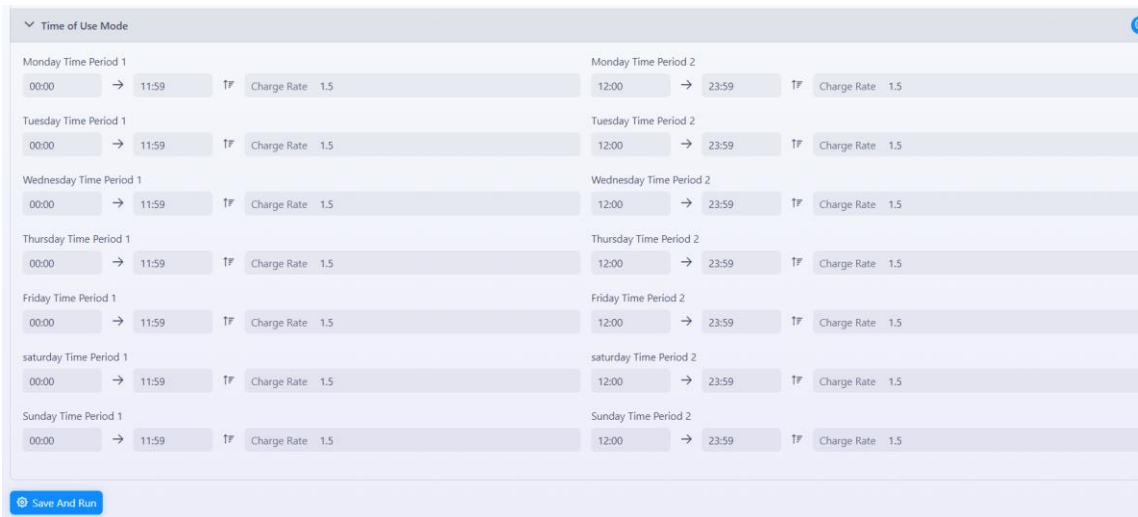 Time of Use Mode
Monday Time Period 1 Monday Time Period 2
00:00 → 11:59 Charge Rate 1.5 12:00 → 23:59 Charge Rate 1.5
Tuesday Time Period 1 Tuesday Time Period 2
00:00 → 11:59 Charge Rate 1.5 12:00 → 23:59 Charge Rate 1.5
Wednesday Time Period 1 Wednesday Time Period 2
00:00 → 11:59 Charge Rate 1.5 12:00 → 23:59 Charge Rate 1.5
Thursday Time Period 1 Thursday Time Period 2
00:00 → 11:59 Charge Rate 1.5 12:00 → 23:59 Charge Rate 1.5
Friday Time Period 1 Friday Time Period 2
00:00 → 11:59 Charge Rate 1.5 12:00 → 23:59 Charge Rate 1.5
saturday Time Period 1 saturday Time Period 2
00:00 → 11:59 Charge Rate 1.5 12:00 → 23:59 Charge Rate 1.5
Sunday Time Period 1 Sunday Time Period 2
00:00 → 11:59 Charge Rate 1.5 12:00 → 23:59 Charge Rate 1.5
Save And Run